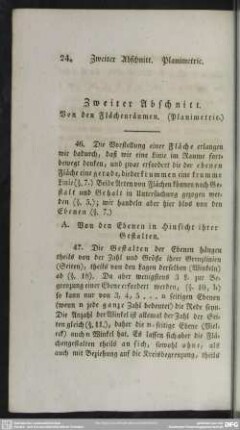 24. Zweiter Abschnitt. Planimetrie.
Zweiter Abschnitt.
Von den Flächenräumen. (Planimetrie.)
46. Die Vorstellung einer Fläche erlangen
wir dadurch, daß wir eine Linie im Raume fort-
bewegt denken, und zwar erfordert die der ebenen
Fläche eine gerade, die der krummen eine krumme
Linie (§. 7.) Beide Arten von Flächen können nach Ge-
stalt und Gehalt in Untersuchung gezogen wer-
den (§. 5.); wir handeln aber hier blos von den
Ebenen (§. 7.)
A. Von den Ebenen in Hinsicht ihrer
Gestalten.
47. Die Gestalten der Ebenen hängen
theils von der Zahl und Größe ihrer Grenzlinien
(Seiten), theils von den Lagen derselben (Winkeln)
ab (§. 18). Da aber wenigstens 3 L. zur Be-
grenzung einer Ebene erfordert werden, (§. 10, 5)
so kann nur von 3, 4, 5 . . . n seitigen Ebenen
(wenn n jede ganze Zahl bedeutet) die Rede seyn.
Die Anzahl der Winkel ist allemal der Zahl der Sei-
ten gleich (§. 11.), daher die n-seitige Ebene (Viel-
eck) auch n Winkel hat. Es lassen sich aber die Flä-
chengestalten theils an sich, sowohl ohne, als
auch mit Beziehung auf die Kreisbegrenzung, theils